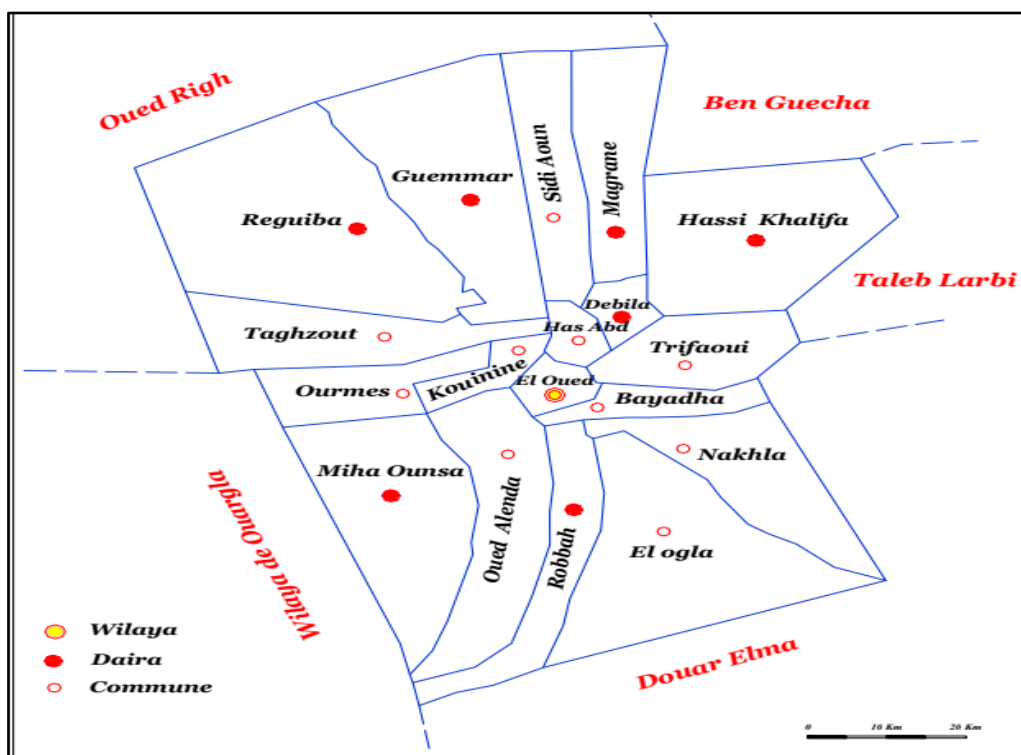 Oued Righ
Ben Guecha
Guemmar
Sidi Aoun
Magrane
Reguiba
Hassi Khalifa
Taleb Larbi
Debila
Has Abd
Taghzout
Trifaoui
Kouinine
El Oued
Ourmes
Bayadha
Nakhla
Miha Ounsa
Oued Alenda
Robbah
El ogla
Wilaya de Ouargla
Douar Elma
Wilaya
Daira
Commune
0 16 Km 26 Km